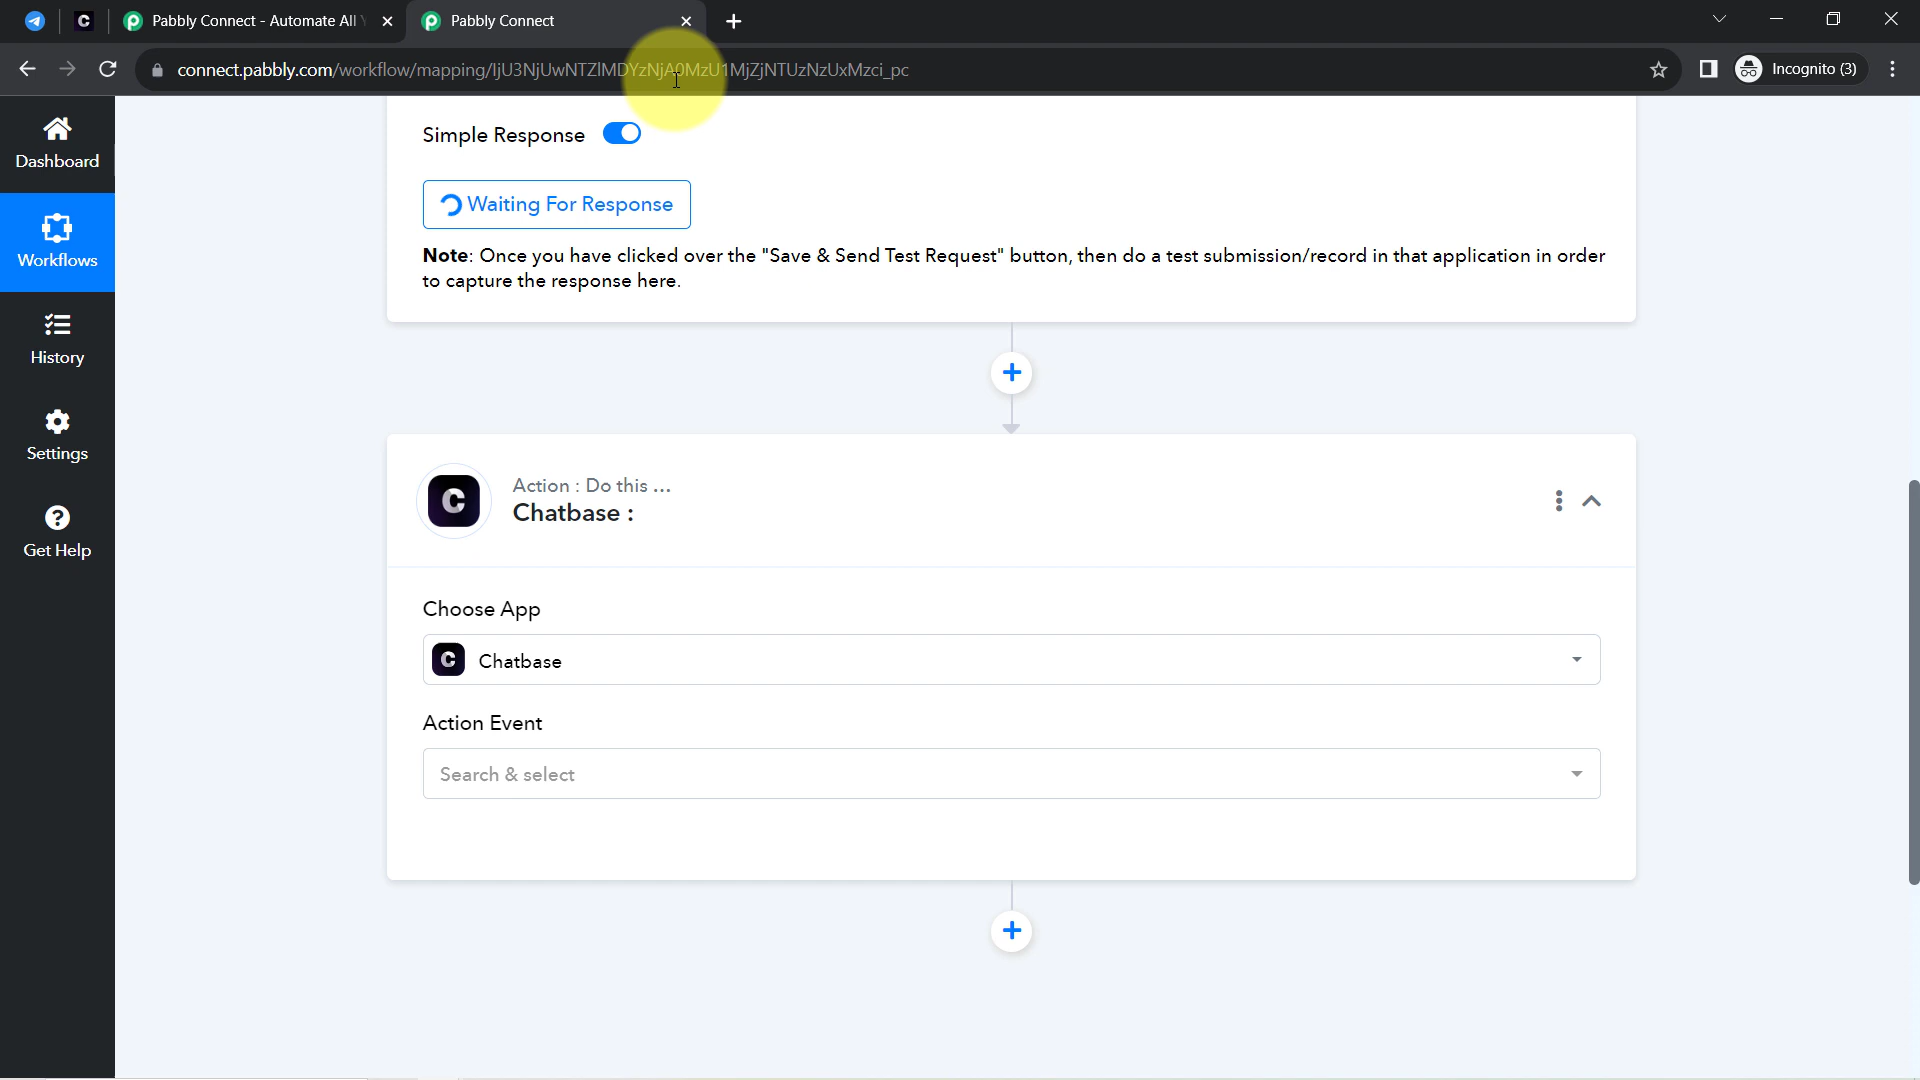 Pabbly Connect - Automate All
Pabbly Connect
connect.pabbly.com/workflow/mapping/IjU3NjUwNTZlMDYzNjA0MzU1MjZjNTUzNzUxMzci_pc
Incognito (3)
Dashboard
Workflows
History
Settings
Get Help
Simple Response
Waiting For Response
Note: Once you have clicked over the "Save & Send Test Request" button, then do a test submission/record in that application in order
to capture the response here.
Action : Do this ...
Chatbase :
Choose App
C Chatbase
Action Event
Search & select